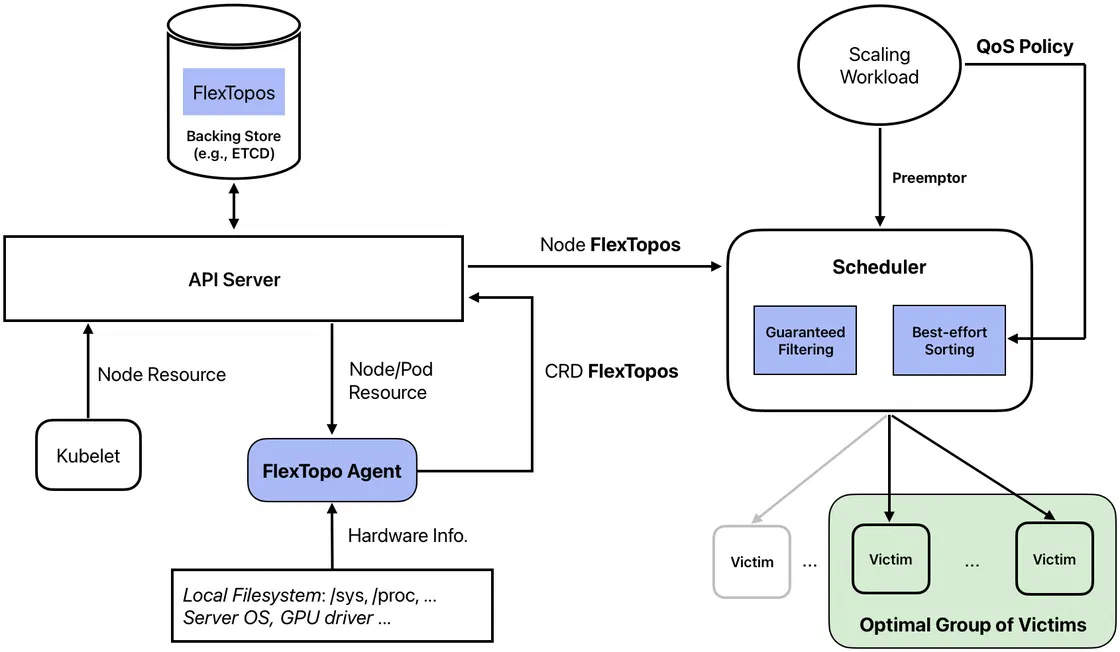 FlexTopos
Backing Store
(e.g., ETCD)
API Server
Node Resource
Kubelet
Node/Pod
Resource
CRD FlexTopos
FlexTopo Agent
Hardware Info.
Local Filesystem: /sys, /proc, ...
Server OS, GPU driver ...
Node FlexTopos
Scaling
Workload
QoS Policy
Preemptor
Scheduler
Guaranteed
Filtering
Best-effort
Sorting
Victim
...
Victim
...
Victim
Optimal Group of Victims